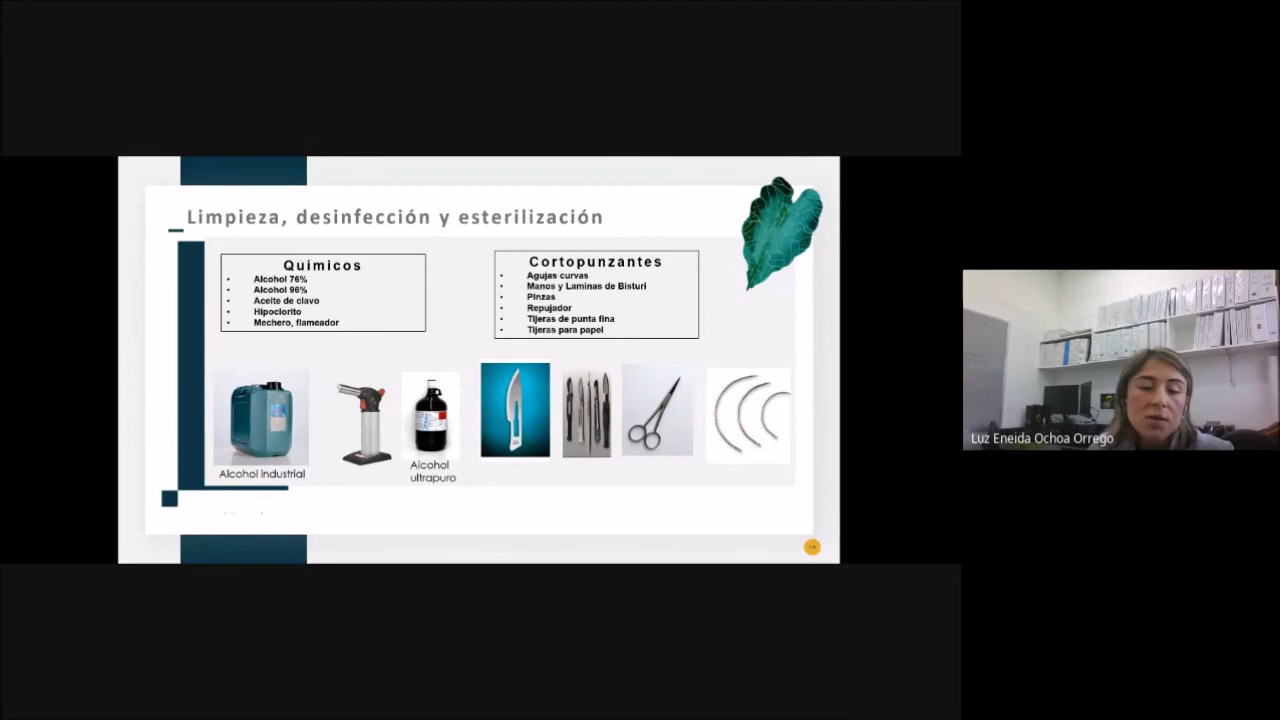 Limpieza, desinfección y esterilización
Químicos
• Alcohol 76%
• Alcohol 96%
• Aceite de clavo
• Hipoclorito
• Mechero, flameador
Cortopunzantes
• Agujas curvas
• Manos y Laminas de Bisturi
• Pinzas
• Repujador
• Tijeras de punta fina
• Tijeras para papel
Alcohol industrial
Alcohol
ultrapuro
Luz Eneida Ochoa Orrego